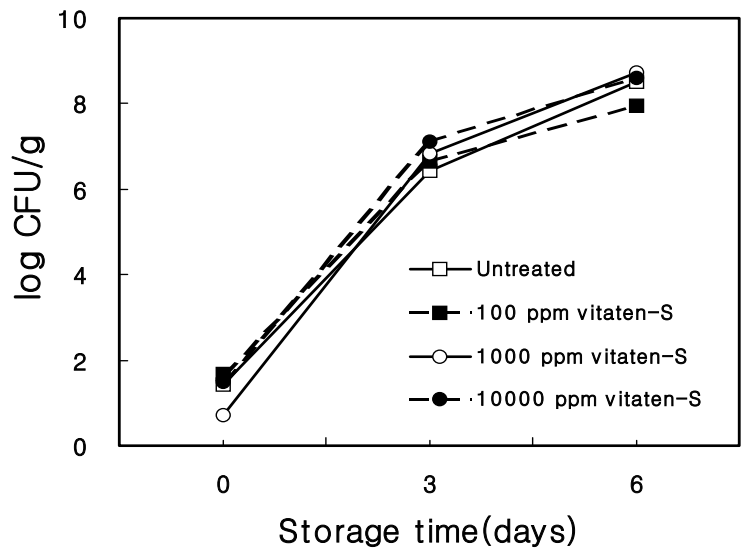 10
8
6
4
2
0
log CFU/g
Untreated
100 ppm vitaten-S
1000 ppm vitaten-S
10000 ppm vitaten-S
0 3 6
Storage time(days)